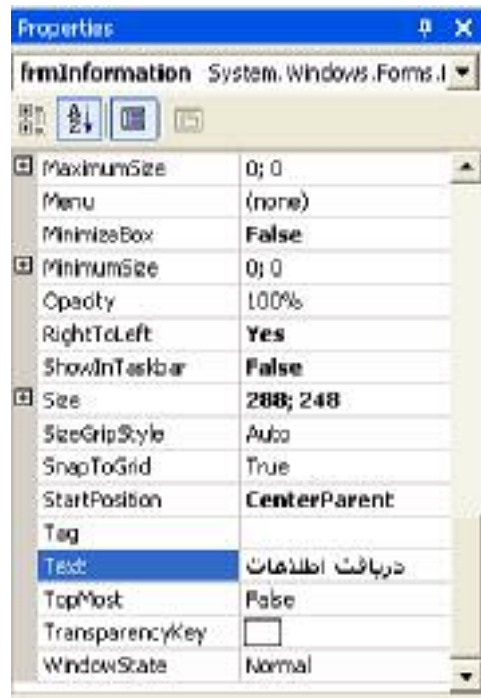 Properties
frmInformation System.Windows.Forms.
MaximumSize 0; 0
Menu (none)
MinimizeBox False
MinimumSize 0; 0
Opacity 100%
RightToLeft Yes
ShowInTaskbar False
Size 288; 248
SizeGripStyle Auto
SnapToGrid True
StartPosition CenterParent
Tag
Text دریافت اطلاعات
TopMost False
TransparencyKey
WindowState Normal